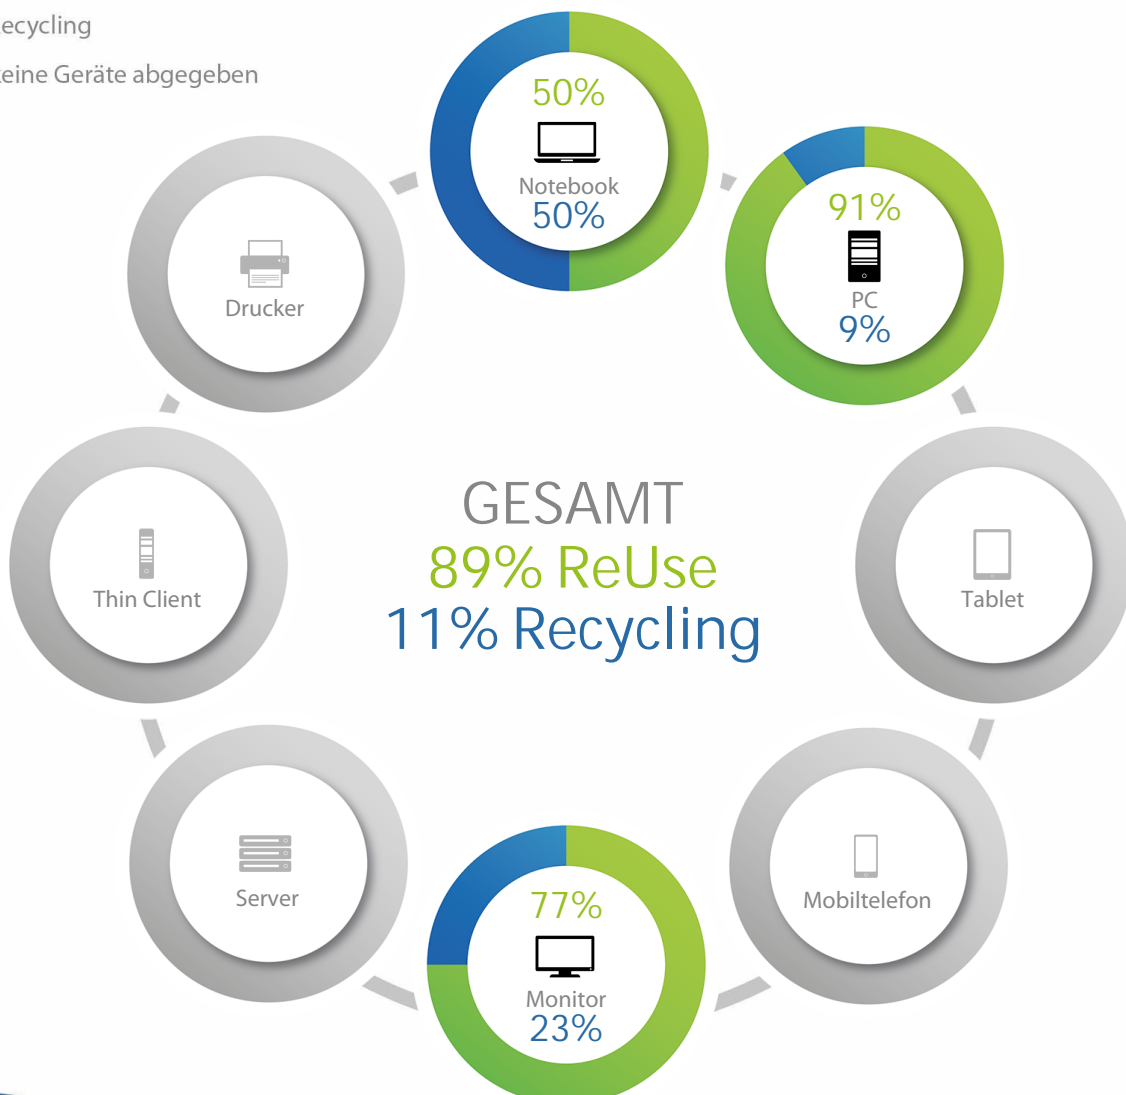 ecycling
eine Geräte abgegeben
50%
Notebook
50%
91%
PC
9%
Drucker
Thin Client
GESAMT
89% ReUse
11% Recycling
Tablet
Server
77%
Monitor
23%
Mobiltelefon